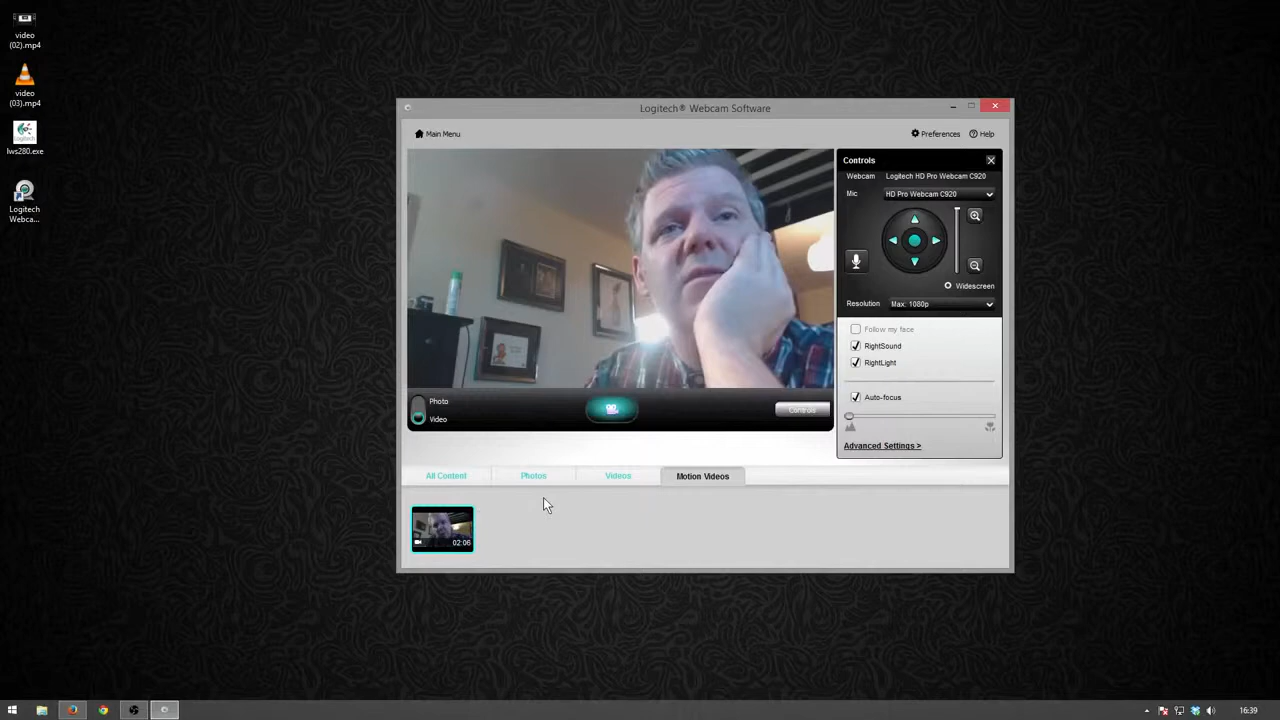 video
(02).mp4
video
(03).mp4
Logitech
lws280.exe
Logitech
Webca...
Logitech® Webcam Software
Main Menu
Preferences
Help
Controls
Webcam
Logitech HD Pro Webcam C920
Mic
HD Pro Webcam C920
Widescreen
Resolution
Max: 1080p
Follow my face
RightSound
RightLight
Auto-focus
Advanced Settings >
Photo
Video
Controls
All Content
Photos
Videos
Motion Videos
02:06
16:39